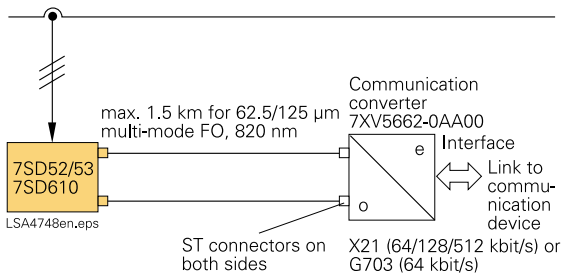 Communication
converter
7XV5662-0AA00
max. 1.5 km for 62.5/125 µm
multi-mode FO, 820 nm
7SD52/53
7SD610
LSA4748en.eps
e
o
Interface
Link to
commu-
nication
device
ST connectors on
both sides
X21 (64/128/512 kbit/s) or
G703 (64 kbit/s)